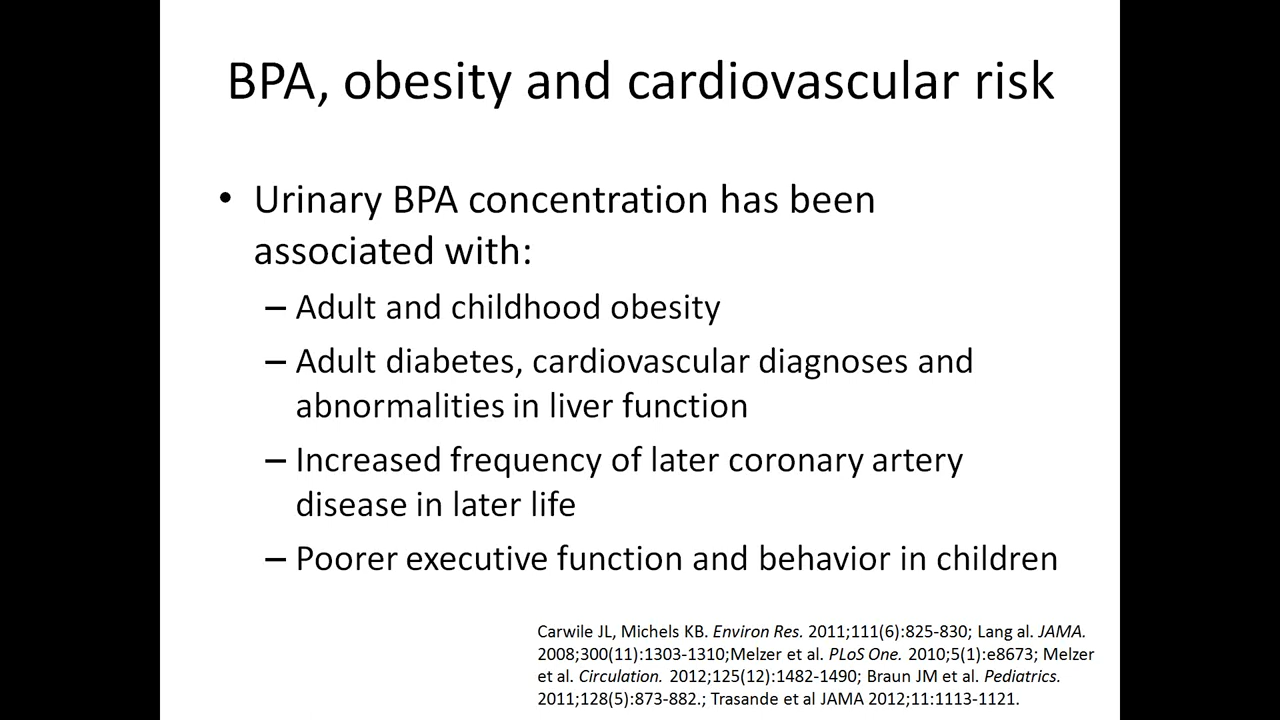 BPA, obesity and cardiovascular risk
• Urinary BPA concentration has been
associated with:
– Adult and childhood obesity
– Adult diabetes, cardiovascular diagnoses and
abnormalities in liver function
– Increased frequency of later coronary artery
disease in later life
– Poorer executive function and behavior in children
Carwile JL, Michels KB. Environ Res. 2011;111(6):825-830; Lang al. JAMA.
2008;300(11):1303-1310;Melzer et al. PLoS One. 2010;5(1):e8673; Melzer
et al. Circulation. 2012;125(12):1482-1490; Braun JM et al. Pediatrics.
2011;128(5):873-882.; Trasande et al JAMA 2012;11:1113-1121.